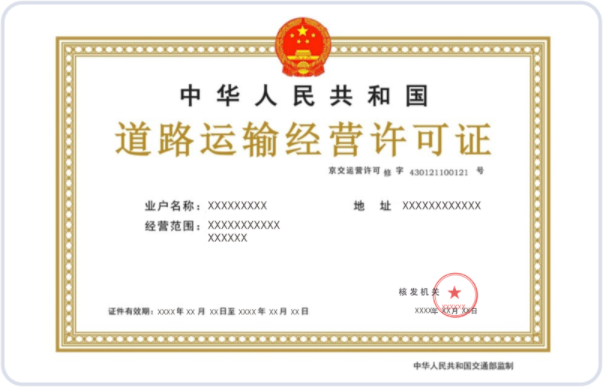 中华人民共和国
道路运输经营许可证
京交运营许可 修 字 430121100121 号
业户名称： XXXXXXXXX 地 址 XXXXXXXXXXXX
经营范围： XXXXXXXXXXX
XXXXXX
核发机关
XXXXXX
证件有效期： XXXX 年 XX 月 XX日至 XXXX 年 XX 月 XX 日 XXXX年 XX月 XX日
中华人民共和国交通部监制